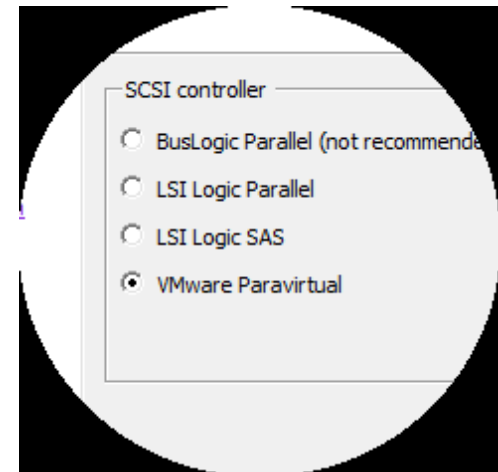 SCSI controller
BusLogic Parallel (not recommende
LSI Logic Parallel
LSI Logic SAS
VMware Paravirtual